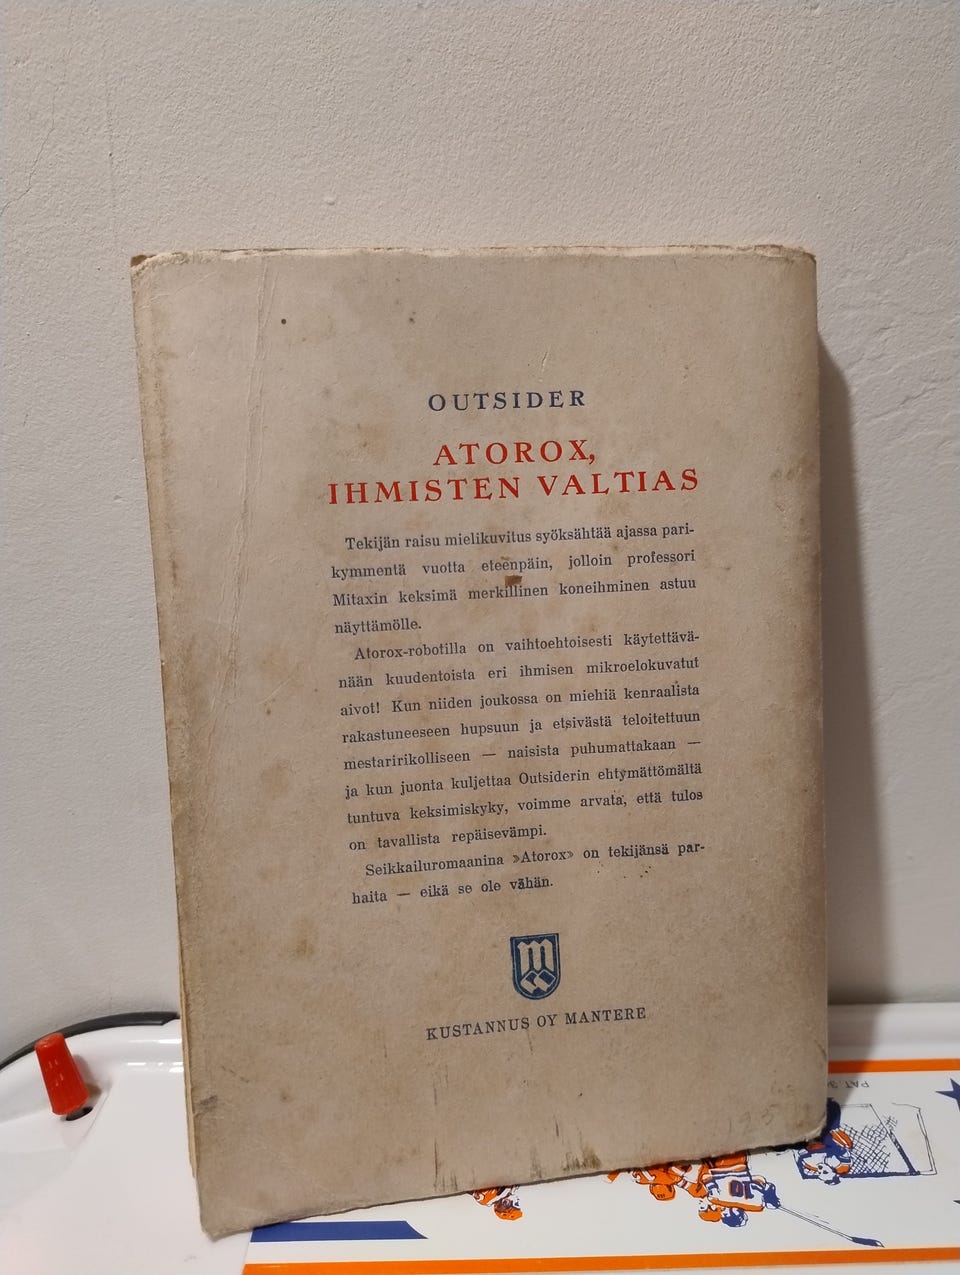 OUTSIDER
ATOROX,
IHMISTEN VALTIAS
Tekijän raisu mielikuvitus syöksähtää ajassa pari-
kymmentä vuotta eteenpäin, jolloin professori
Mitaxin keksimä merkillinen koneihminen astuu
näyttämölle.
Atorox-robotilla on vaihtoehtoisesti käytettävä-
nään kuudentoista eri ihmisen mikroelokuvatut
aivot! Kun niiden joukossa on miehiä kenraalista
rakastuneeseen hupsuun ja etsivästä teloitettuun
mestaririkolliseen — naisista puhumattakaan —
ja kun juonta kuljettaa Outsiderin ehtymättömältä
tuntuva keksimiskyky, voimme arvata, että tulos
on tavallista repäisevämpi.
Seikkailuromaanina »Atorox» on tekijänsä par-
haita — eikä se ole vähän.
KUSTANNUS OY MANTERE
PAT.
10